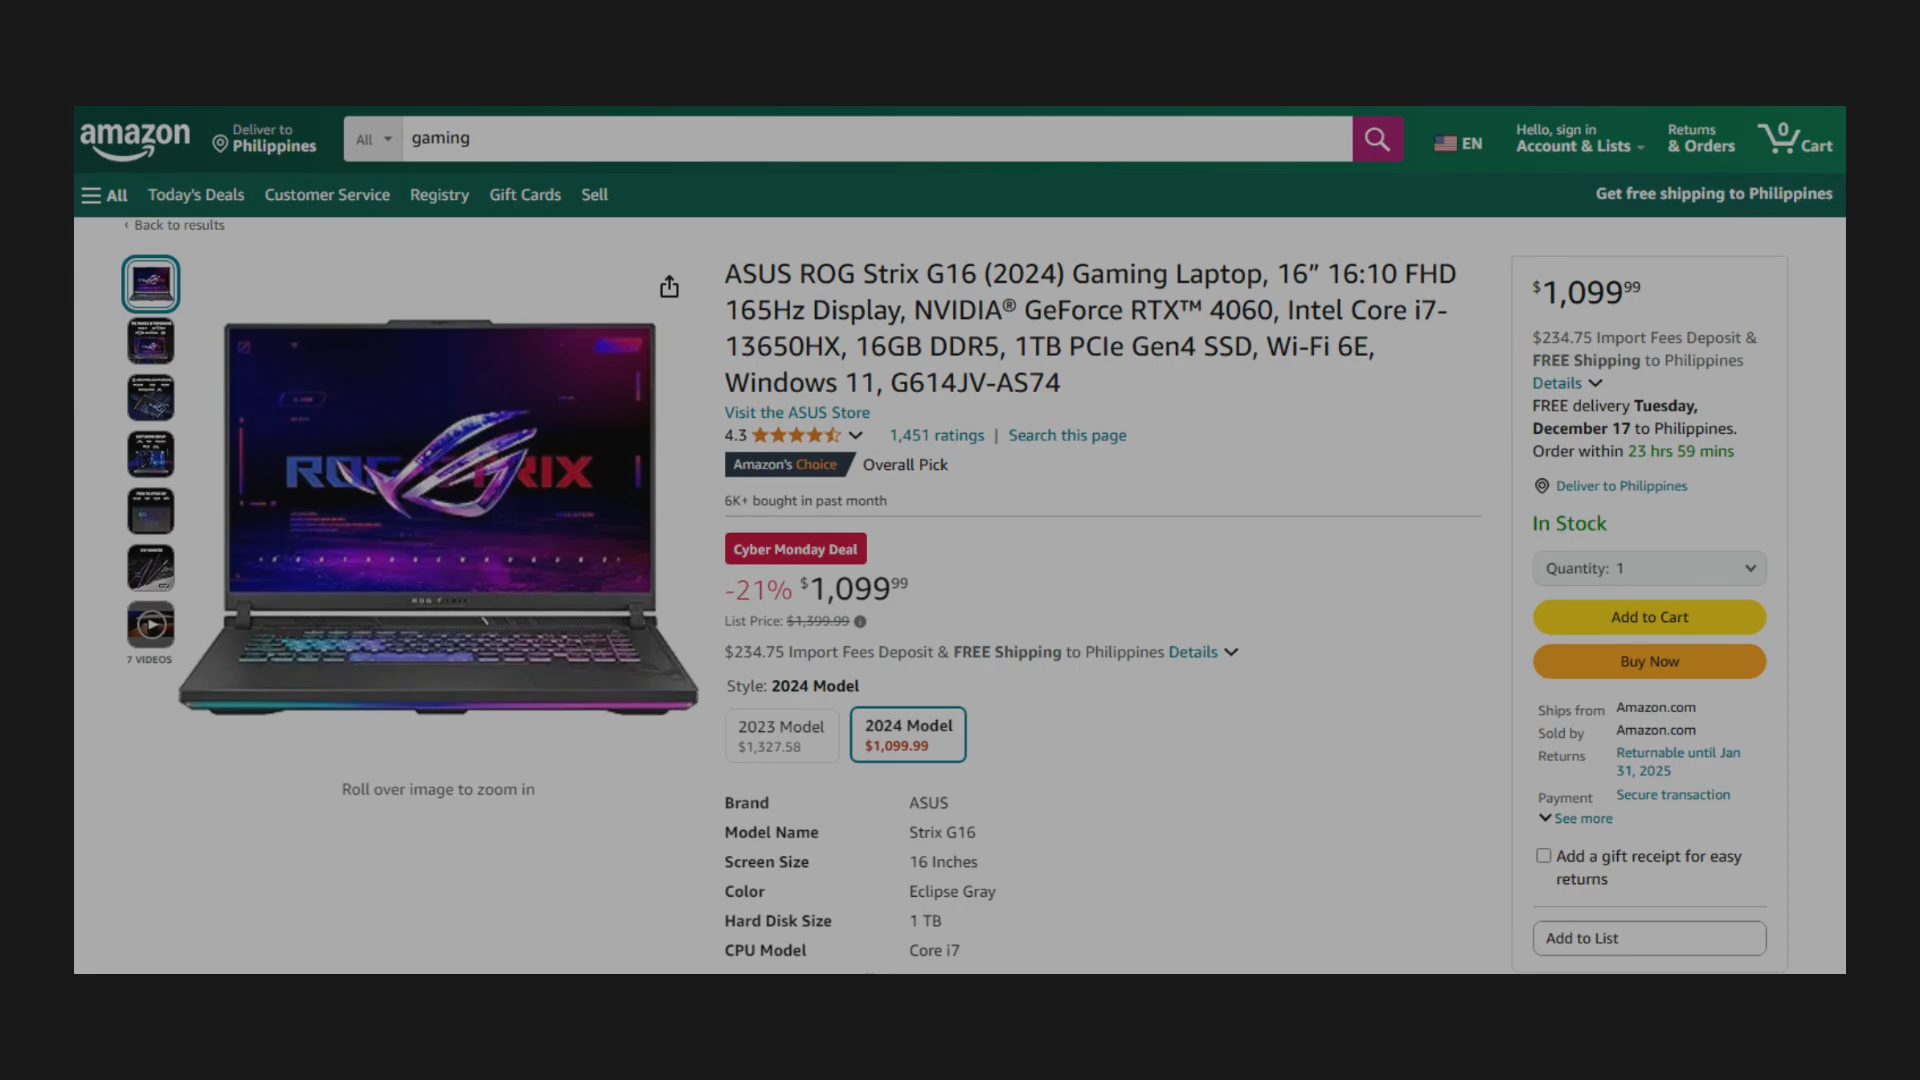 amazon
Deliver to
Philippines
All
gaming
EN
Hello, sign in
Account & Lists
Returns
& Orders
0
Cart
All
Today's Deals
Customer Service
Registry
Gift Cards
Sell
Get free shipping to Philippines
‹ Back to results
7 VIDEOS
ROG STRIX
Roll over image to zoom in
ASUS ROG Strix G16 (2024) Gaming Laptop, 16” 16:10 FHD
165Hz Display, NVIDIA® GeForce RTX™ 4060, Intel Core i7-
13650HX, 16GB DDR5, 1TB PCIe Gen4 SSD, Wi-Fi 6E,
Windows 11, G614JV-AS74
Visit the ASUS Store
4.3
1,451 ratings | Search this page
Amazon's Choice
Overall Pick
6K+ bought in past month
Cyber Monday Deal
-21% $1,099.99
List Price: $1,399.99
$234.75 Import Fees Deposit & FREE Shipping to Philippines Details
Style: 2024 Model
2023 Model
$1,327.58
2024 Model
$1,099.99
Brand ASUS
Model Name Strix G16
Screen Size 16 Inches
Color Eclipse Gray
Hard Disk Size 1 TB
CPU Model Core i7
$1,099.99
$234.75 Import Fees Deposit &
FREE Shipping to Philippines
Details
FREE delivery Tuesday,
December 17 to Philippines.
Order within 23 hrs 59 mins
Deliver to Philippines
In Stock
Quantity: 1
Add to Cart
Buy Now
Ships from Amazon.com
Sold by Amazon.com
Returns Returnable until Jan
31, 2025
Payment Secure transaction
See more
Add a gift receipt for easy
returns
Add to List